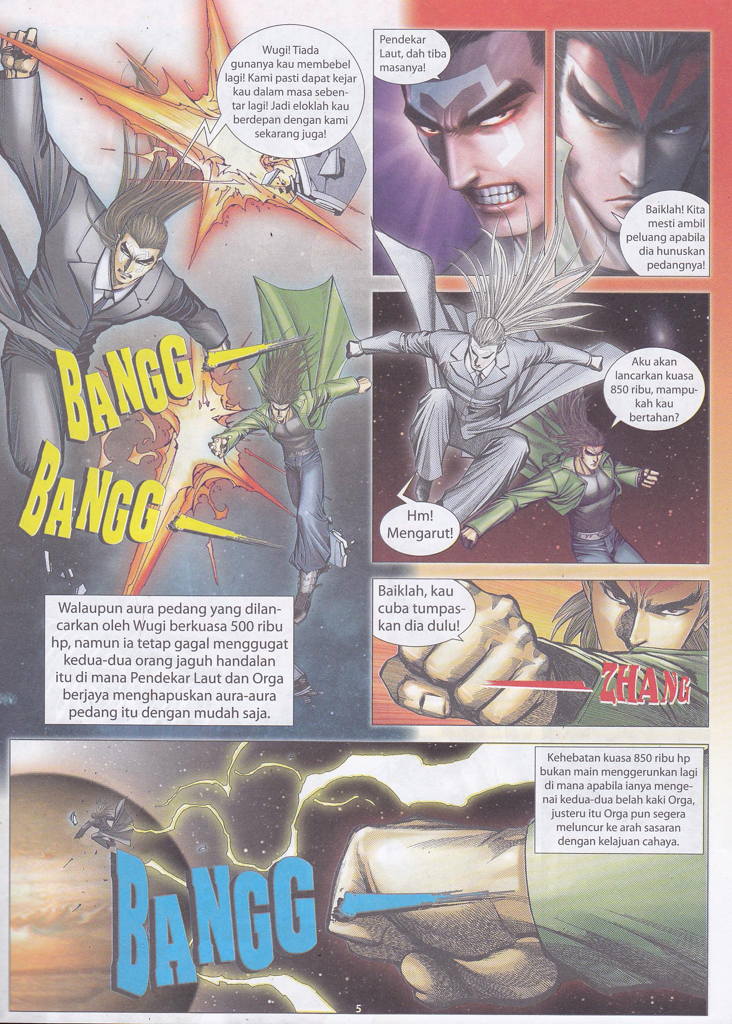 Wugi! Tiada
gunanya kau membebel
lagi! Kami pasti dapat kejar
kau dalam masa seben-
tar lagi! Jadi eloklah kau
berdepan dengan kami
sekarang juga!
Pendekar
Laut, dah tiba
masanya!
Baiklah! Kita
mesti ambil
peluang apabila
dia hunuskan
pedangnya!
BANGG
BANGG
Aku akan
lancarkan kuasa
850 ribu, mampu-
kah kau
bertahan?
Hm!
Mengarut!
Walaupun aura pedang yang dilan-
carkan oleh Wugi berkuasa 500 ribu
hp, namun ia tetap gagal menggugat
kedua-dua orang jaguh handalan
itu di mana Pendekar Laut dan Orga
berjaya menghapuskan aura-aura
pedang itu dengan mudah saja.
Baiklah, kau
cuba tumpas-
kan dia dulu!
ZHANG
Kehebatan kuasa 850 ribu hp
bukan main menggerunkan lagi
di mana apabila ianya menge-
nai kedua-dua belah kaki Orga,
justeru itu Orga pun segera
meluncur ke arah sasaran
dengan kelajuan cahaya.
BANGG
5